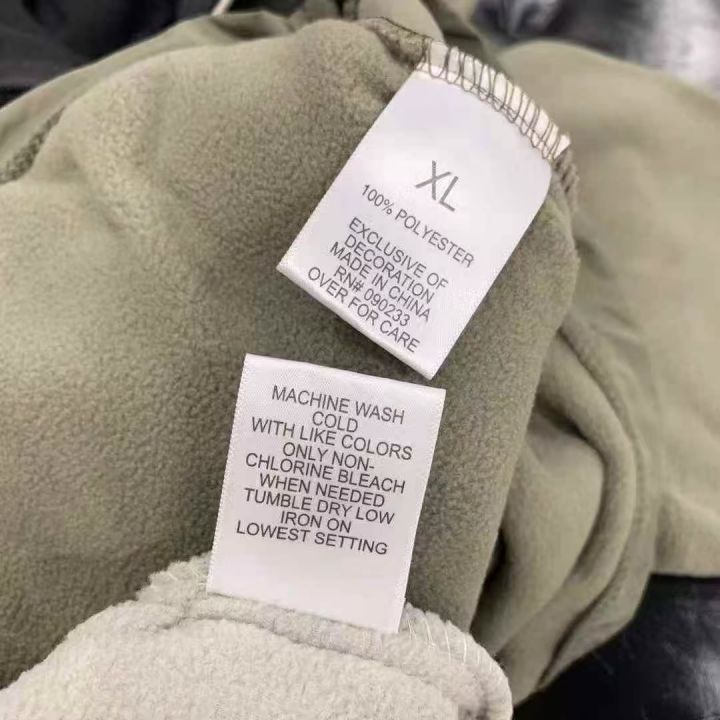 XL
100% POLYESTER
EXCLUSIVE OF
DECORATION
MADE IN CHINA
RN# 090233
OVER FOR CARE
MACHINE WASH
COLD
WITH LIKE COLORS
ONLY NON-
CHLORINE BLEACH
WHEN NEEDED
TUMBLE DRY LOW
IRON ON
LOWEST SETTING